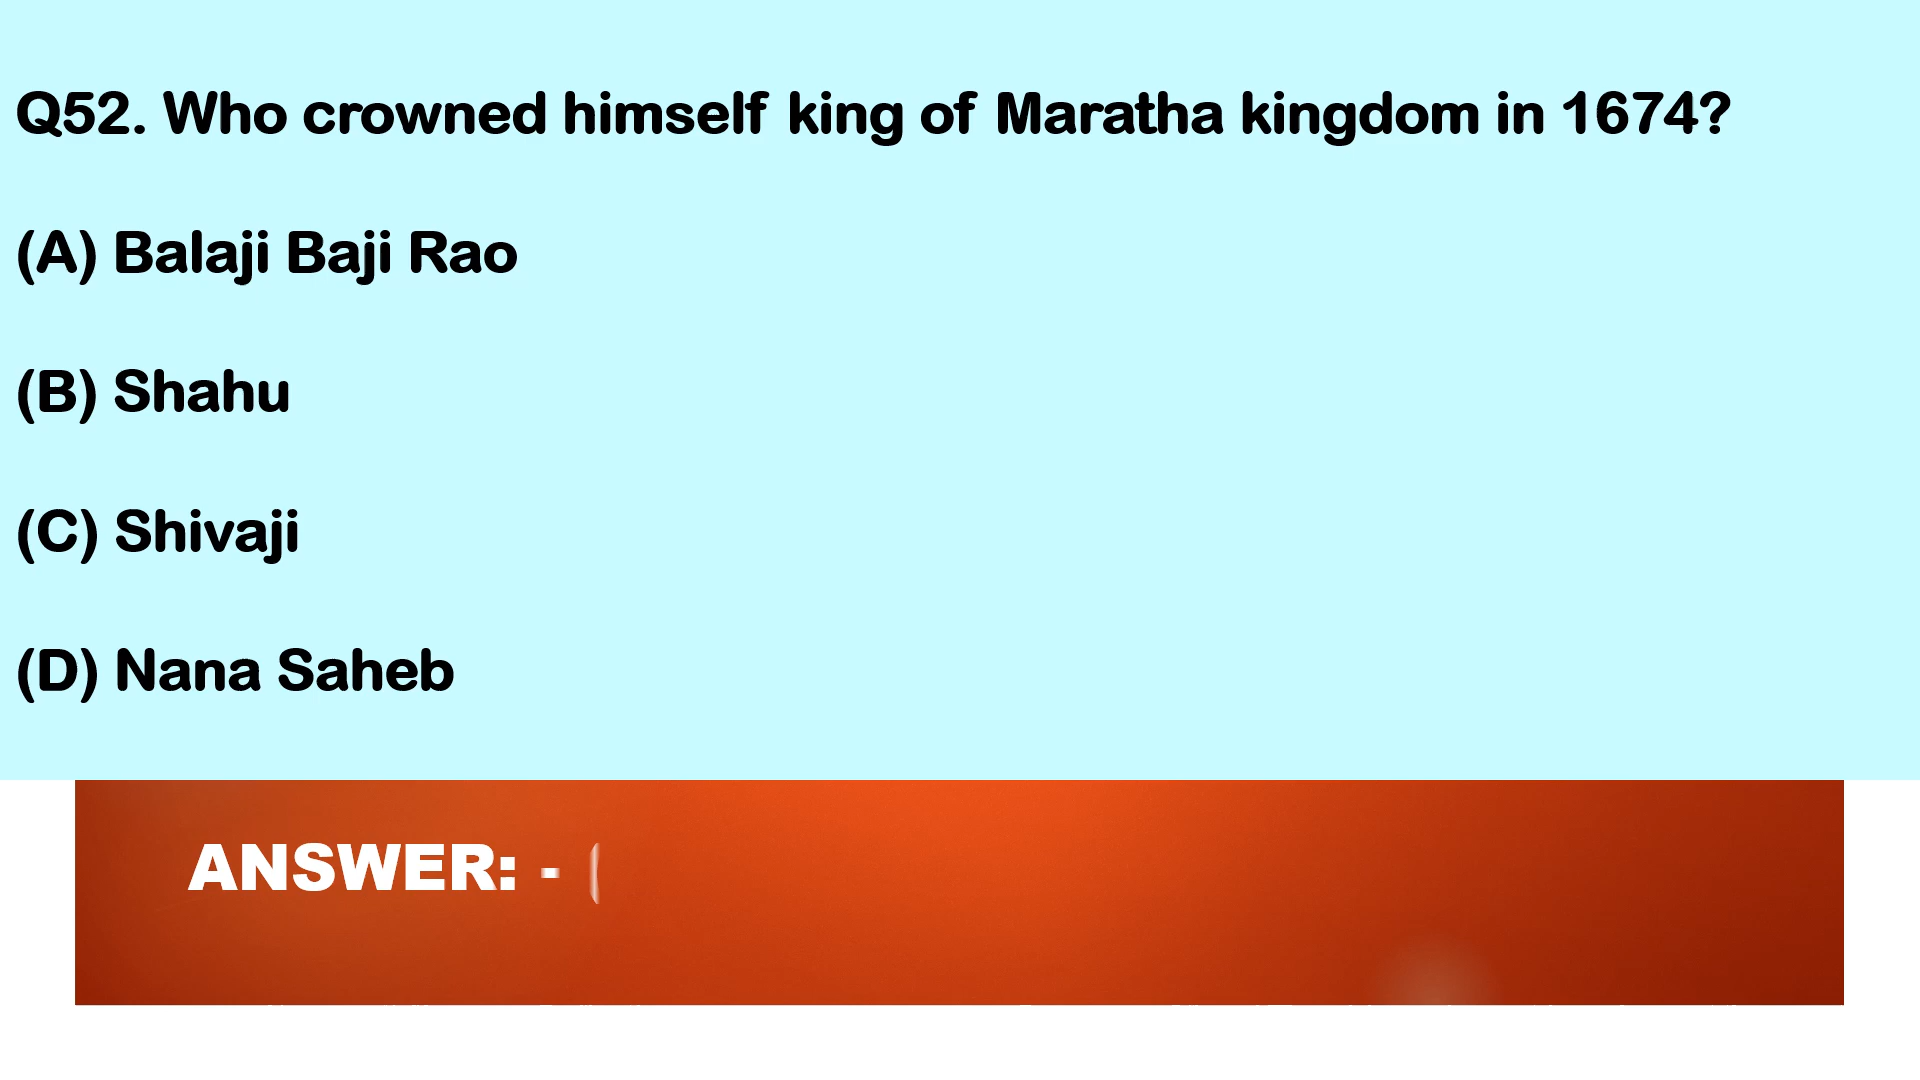 Q52. Who crowned himself king of Maratha kingdom in 1674?
(A) Balaji Baji Rao
(B) Shahu
(C) Shivaji
(D) Nana Saheb
ANSWER: - (